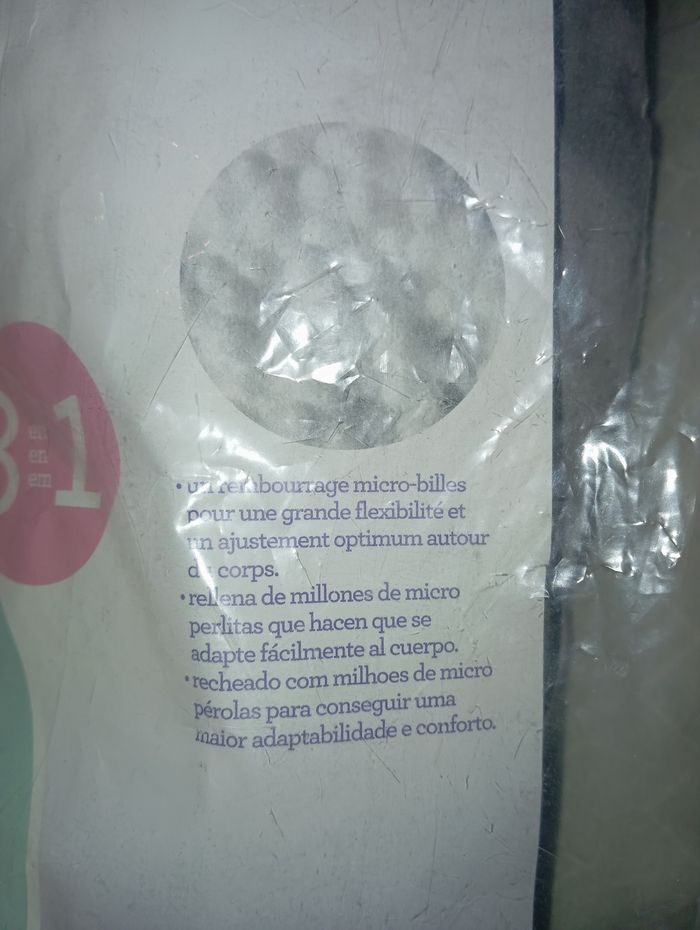 3 en en em 1
• un rembourrage micro-billes
pour une grande flexibilité et
un ajustement optimum autour
du corps.
• rellena de millones de micro
perlitas que hacen que se
adapte fácilmente al cuerpo.
• recheado com milhoes de micro
pérolas para conseguir uma
maior adaptabilidade e conforto.